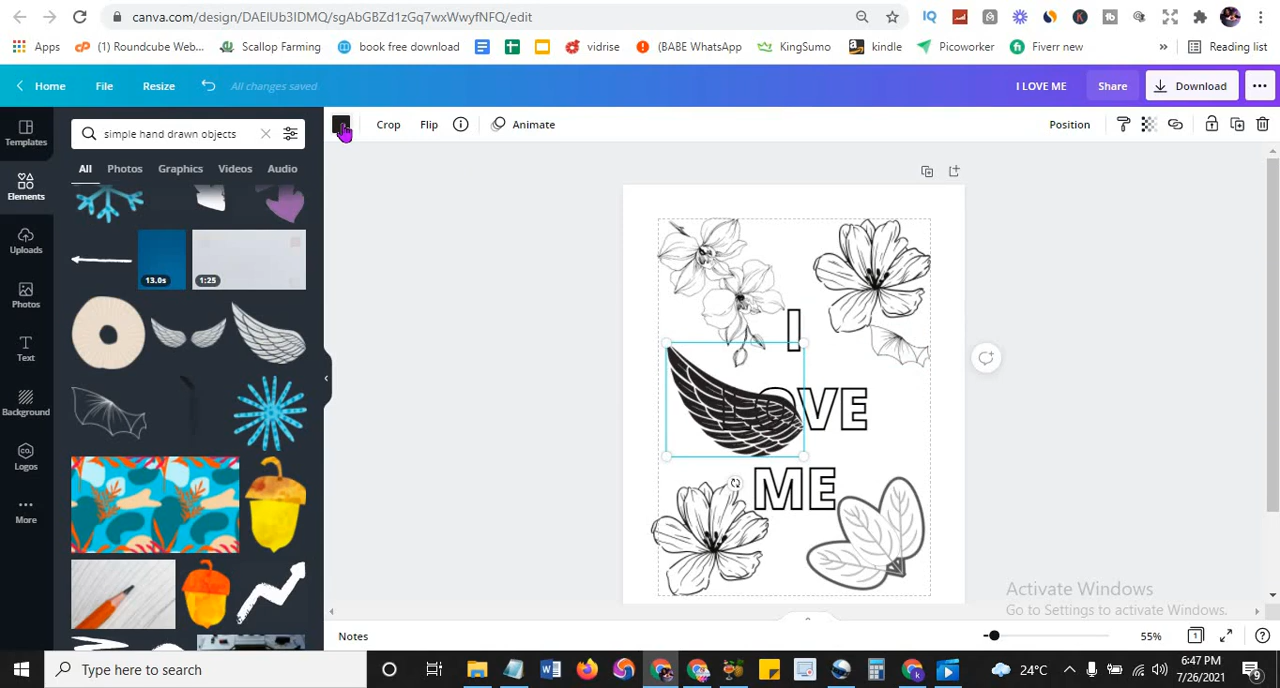 canva.com/design/DAEIUb3IDMQ/sgAbGBZd1zGq7wxWwyfNFQ/edit
Apps
(1) Roundcube Web...
Scallop Farming
book free download
vidrise
(BABE WhatsApp
KingSumo
kindle
Picoworker
Fiverr new
»
Reading list
Home
File
Resize
All changes saved
I LOVE ME
Share
Download
Templates
simple hand drawn objects
Crop
Flip
Animate
Position
All
Photos
Graphics
Videos
Audio
Elements
Uploads
13.0s
1:25
Photos
Text
Background
Logos
More
I
OVE
ME
Activate Windows
Go to Settings to activate Windows.
Notes
55%
1
Type here to search
24°C
6:47 PM
7/26/2021
9